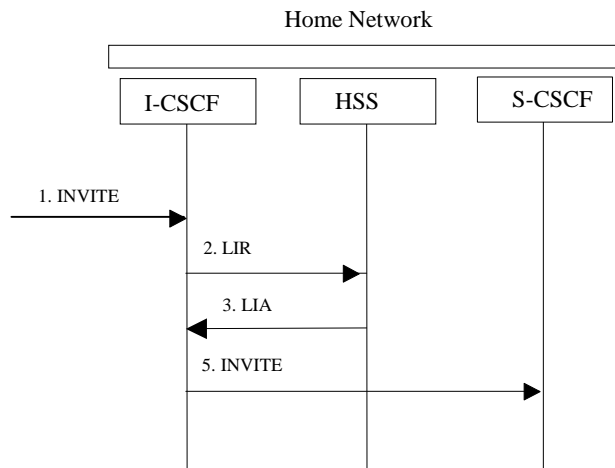 Home Network
I-CSCF
HSS
S-CSCF
1. INVITE
2. LIR
3. LIA
5. INVITE